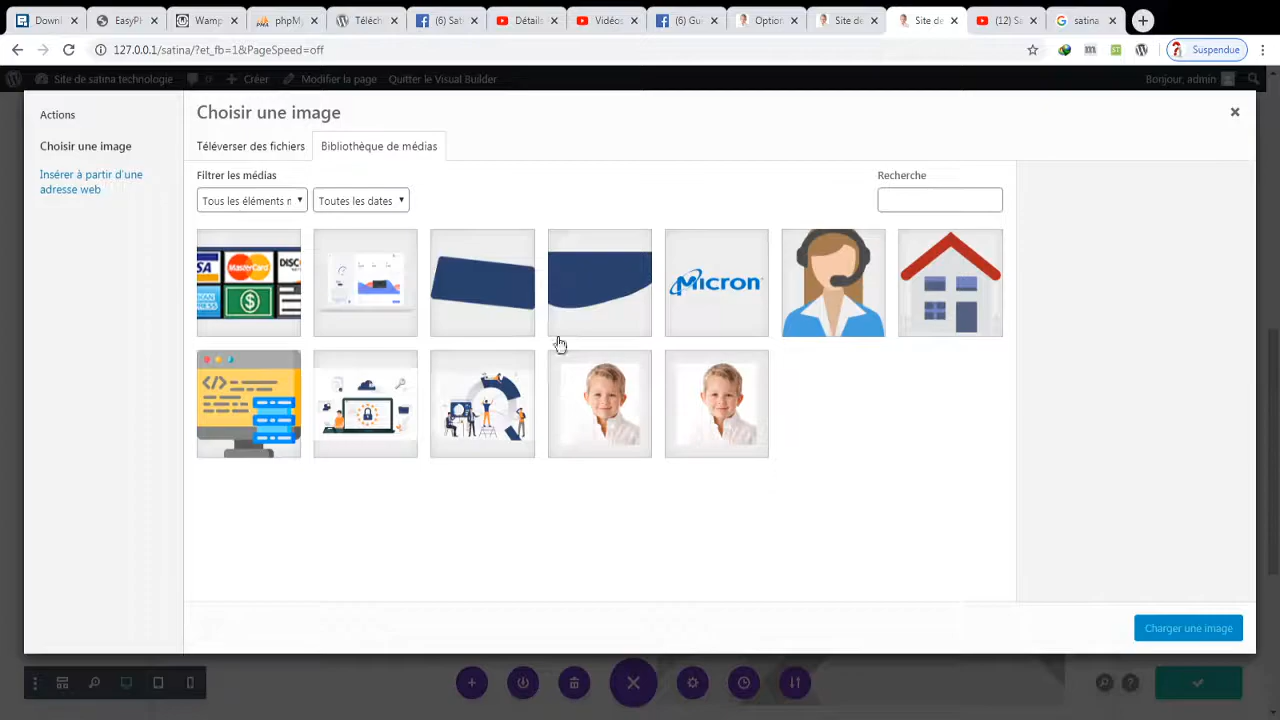 Downl
EasyPH
Wamp
phpM
Téléch
(6) Sat
Détails
Vidéos
(6) Gu
Option
Site de
Site de
(12) Sa
satina
127.0.0.1/satina/?et_fb=1&PageSpeed=off
Suspendue
Site de satina technologie
0
Créer
Modifier la page
Quitter le Visual Builder
Bonjour, admin
Actions
Choisir une image
Insérer à partir d'une
adresse web
Choisir une image
Téléverser des fichiers
Bibliothèque de médias
Filtrer les médias
Recherche
Tous les éléments r
Toutes les dates
MasterCard
Micron
Charger une image